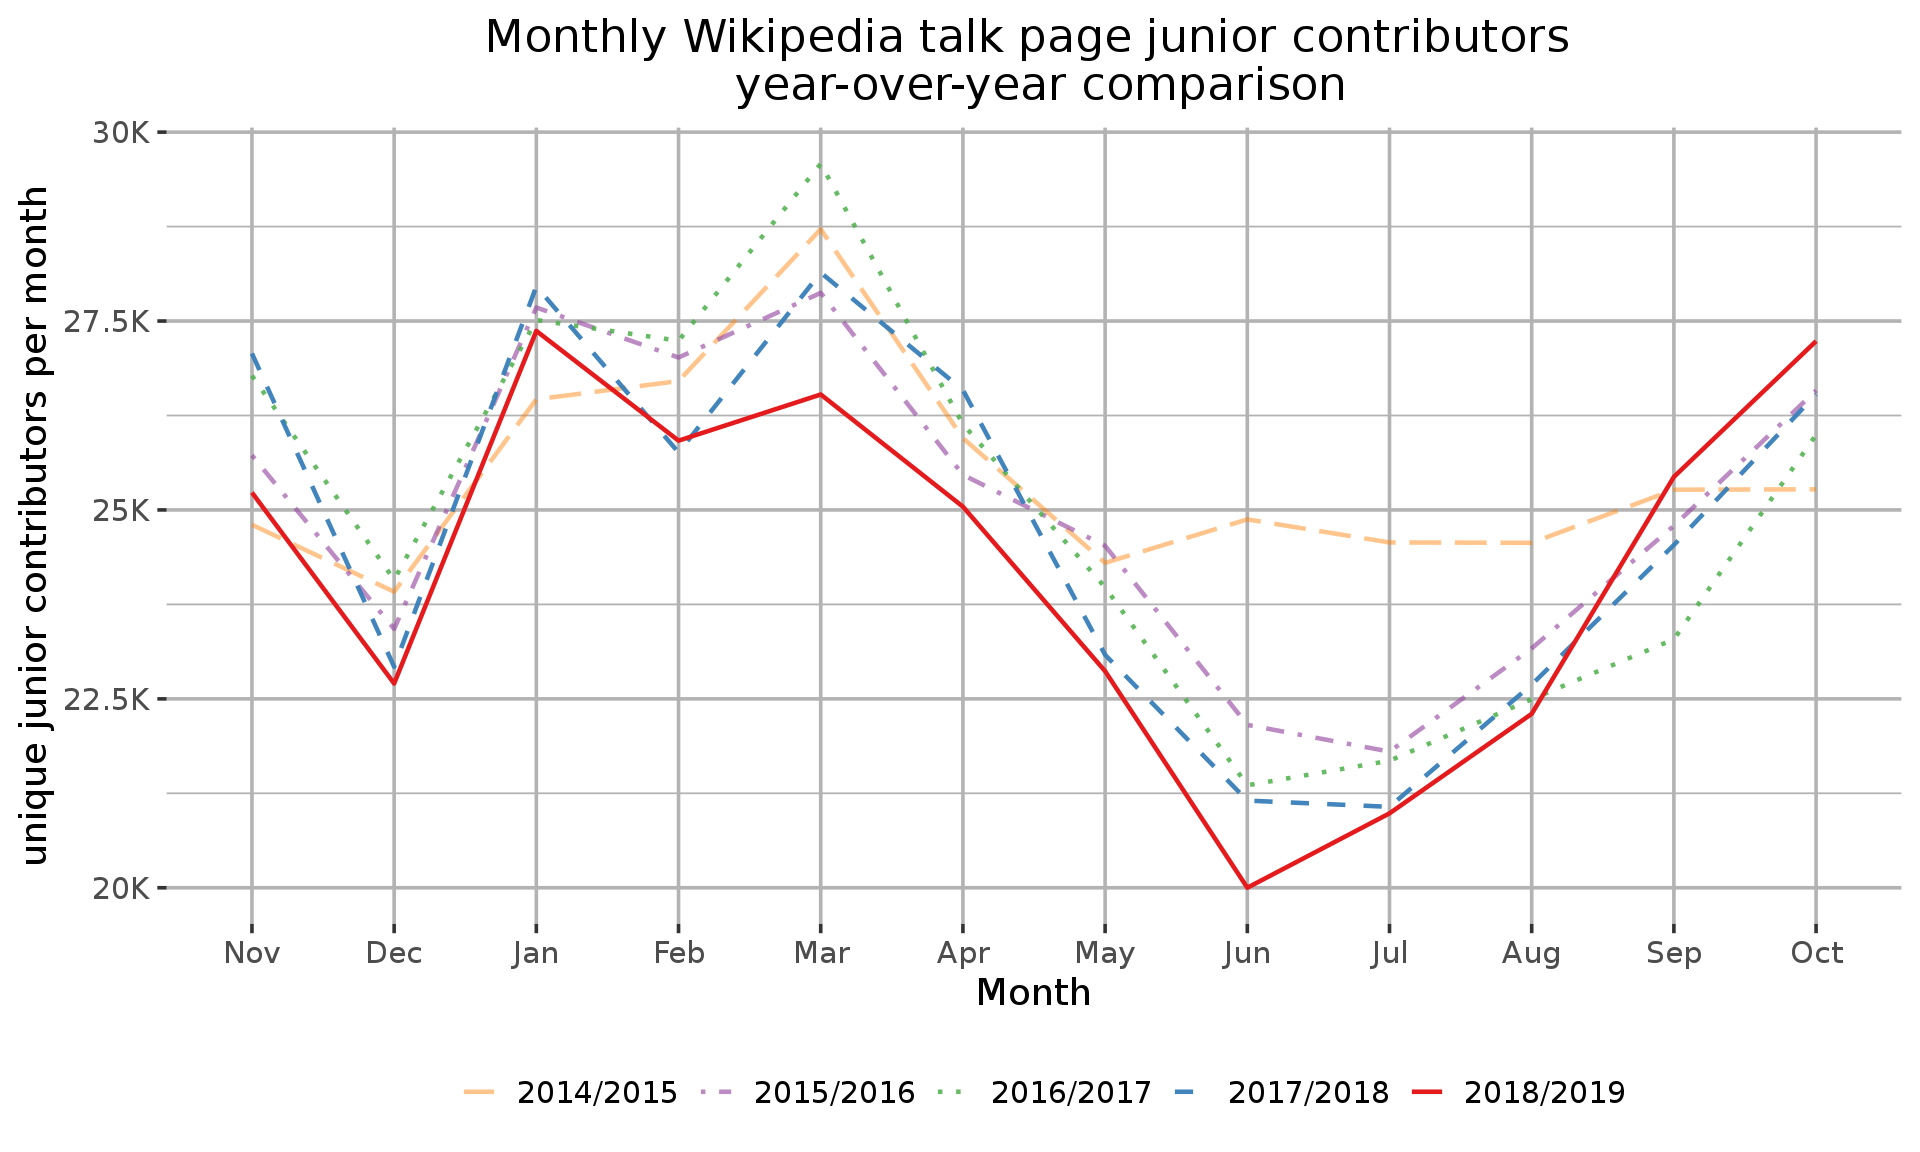 Monthly Wikipedia talk page junior contributors
year-over-year comparison
unique junior contributors per month
30K
27.5K
25K
22.5K
20K
Nov Dec Jan Feb Mar Apr May Jun Jul Aug Sep Oct
Month
2014/2015 2015/2016 2016/2017 2017/2018 2018/2019